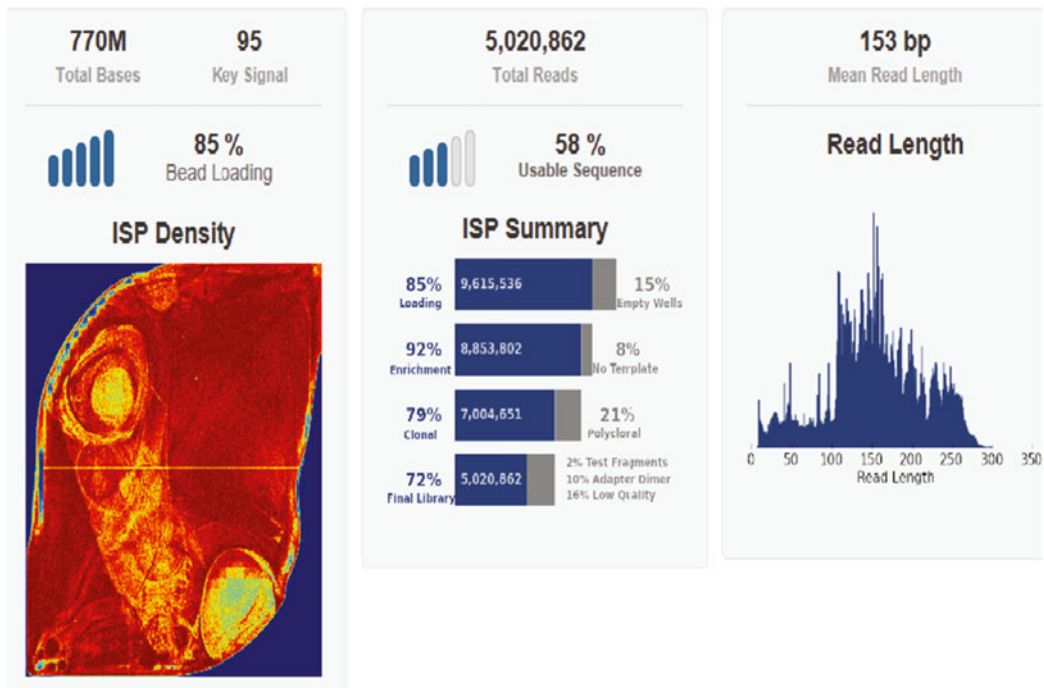 770M
Total Bases
95
Key Signal
85 %
Bead Loading
ISP Density
5,020,862
Total Reads
58 %
Usable Sequence
ISP Summary
85%
Loading
9,615,536
15%
Empty Wells
92%
Enrichment
8,853,802
8%
No Template
79%
Clonal
7,004,651
21%
Polyclonal
72%
Final Library
5,020,862
2% Test Fragments
10% Adapter Dimer
16% Low Quality
153 bp
Mean Read Length
Read Length
0 50 100 150 200 250 300 350
Read Length